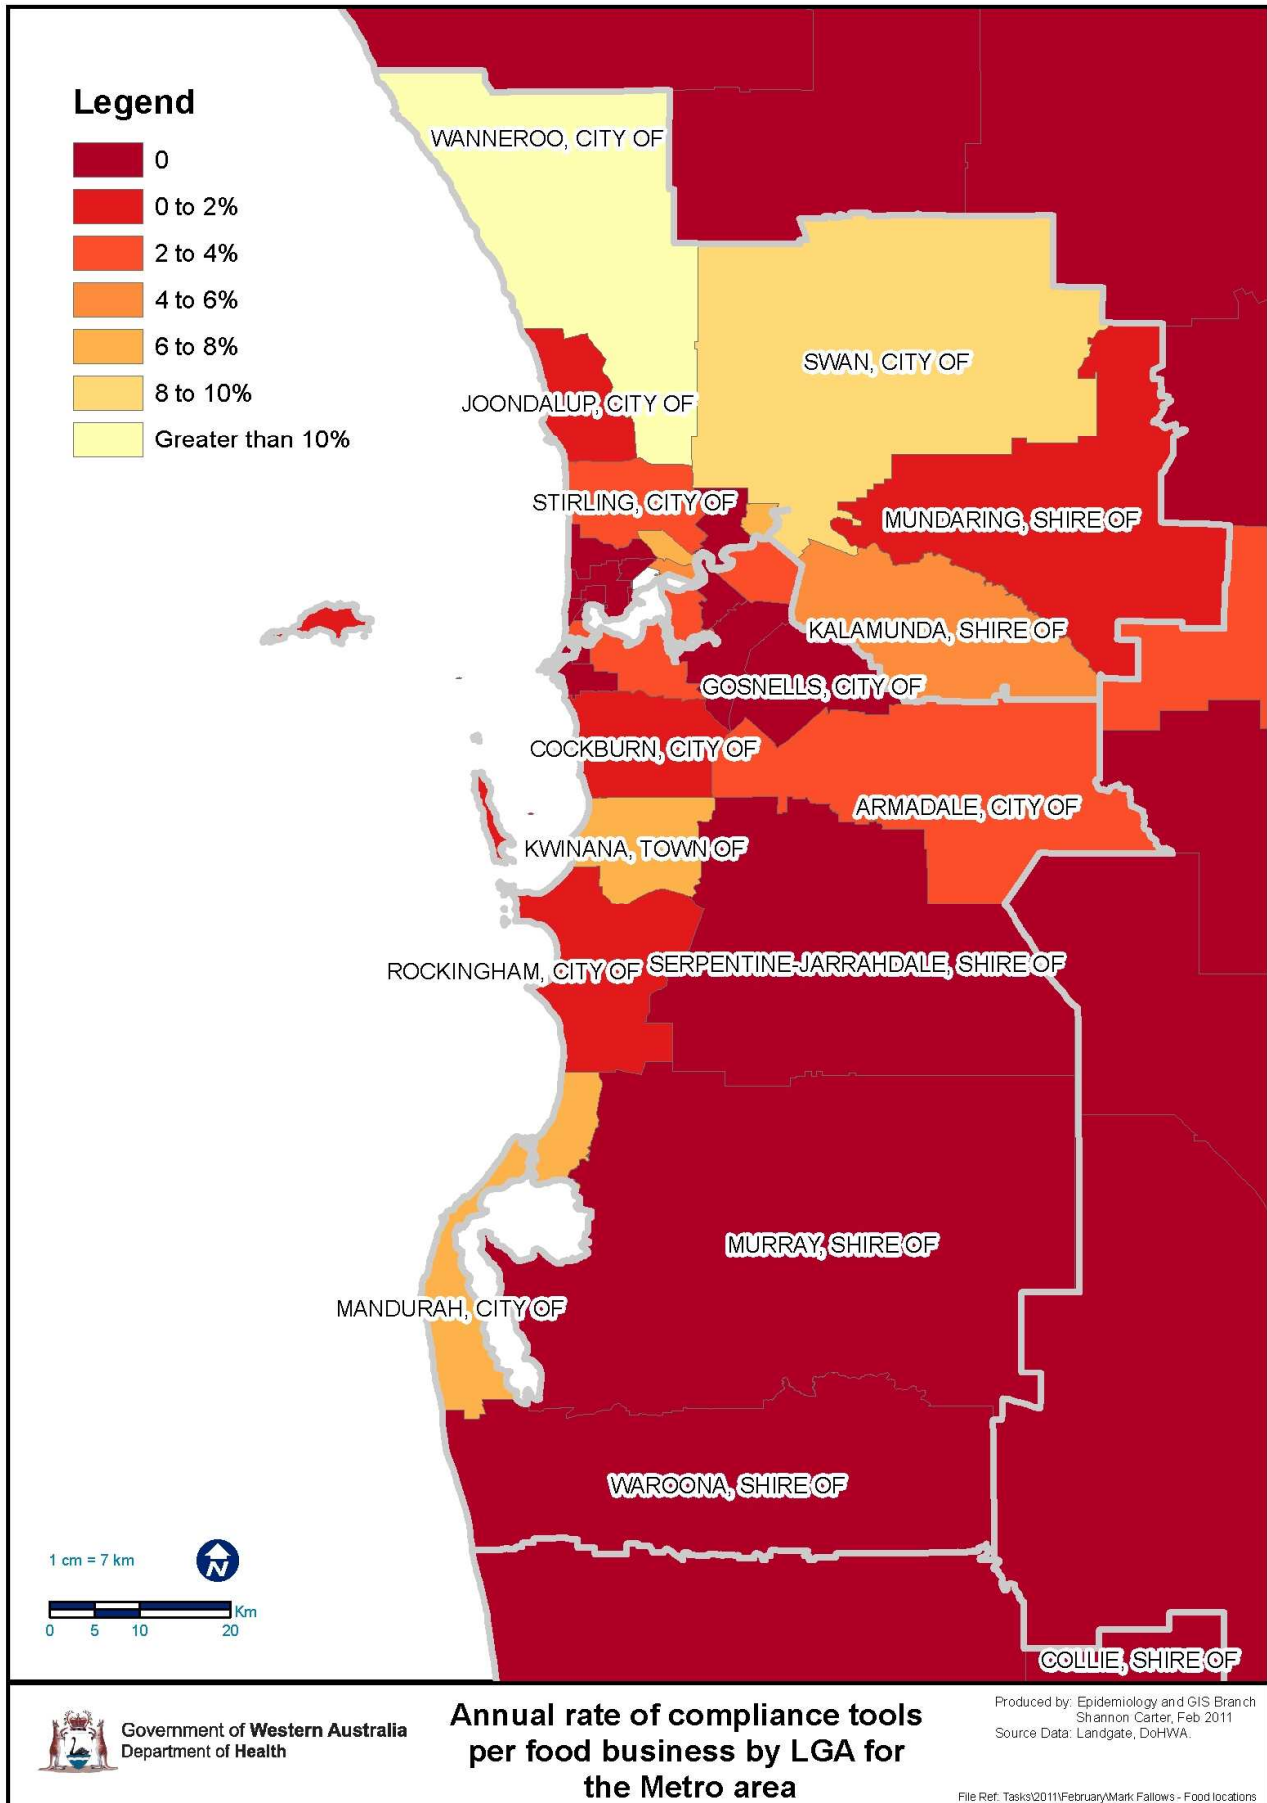 Legend
0
0 to 2%
2 to 4%
4 to 6%
6 to 8%
8 to 10%
Greater than 10%
WANNEROO, CITY OF
SWAN, CITY OF
JOONDALUP, CITY OF
STIRLING, CITY OF
MUNDARING, SHIRE OF
KALAMUNDA, SHIRE OF
GOSNELLS, CITY OF
COCKBURN, CITY OF
ARMADALE, CITY OF
KWINANA, TOWN OF
ROCKINGHAM, CITY OF
SERPENTINE-JARRAHDALE, SHIRE OF
MURRAY, SHIRE OF
MANDURAH, CITY OF
WAROONA, SHIRE OF
COLLIE, SHIRE OF
1 cm = 7 km
N
Km
0 5 10 20
Government of Western Australia
Department of Health
Annual rate of compliance tools
per food business by LGA for
the Metro area
Produced by: Epidemiology and GIS Branch
Shannon Carter, Feb 2011
Source Data: Landgate, DoHWA.
File Ref: Tasks\2011\February\Mark Fallows - Food locations